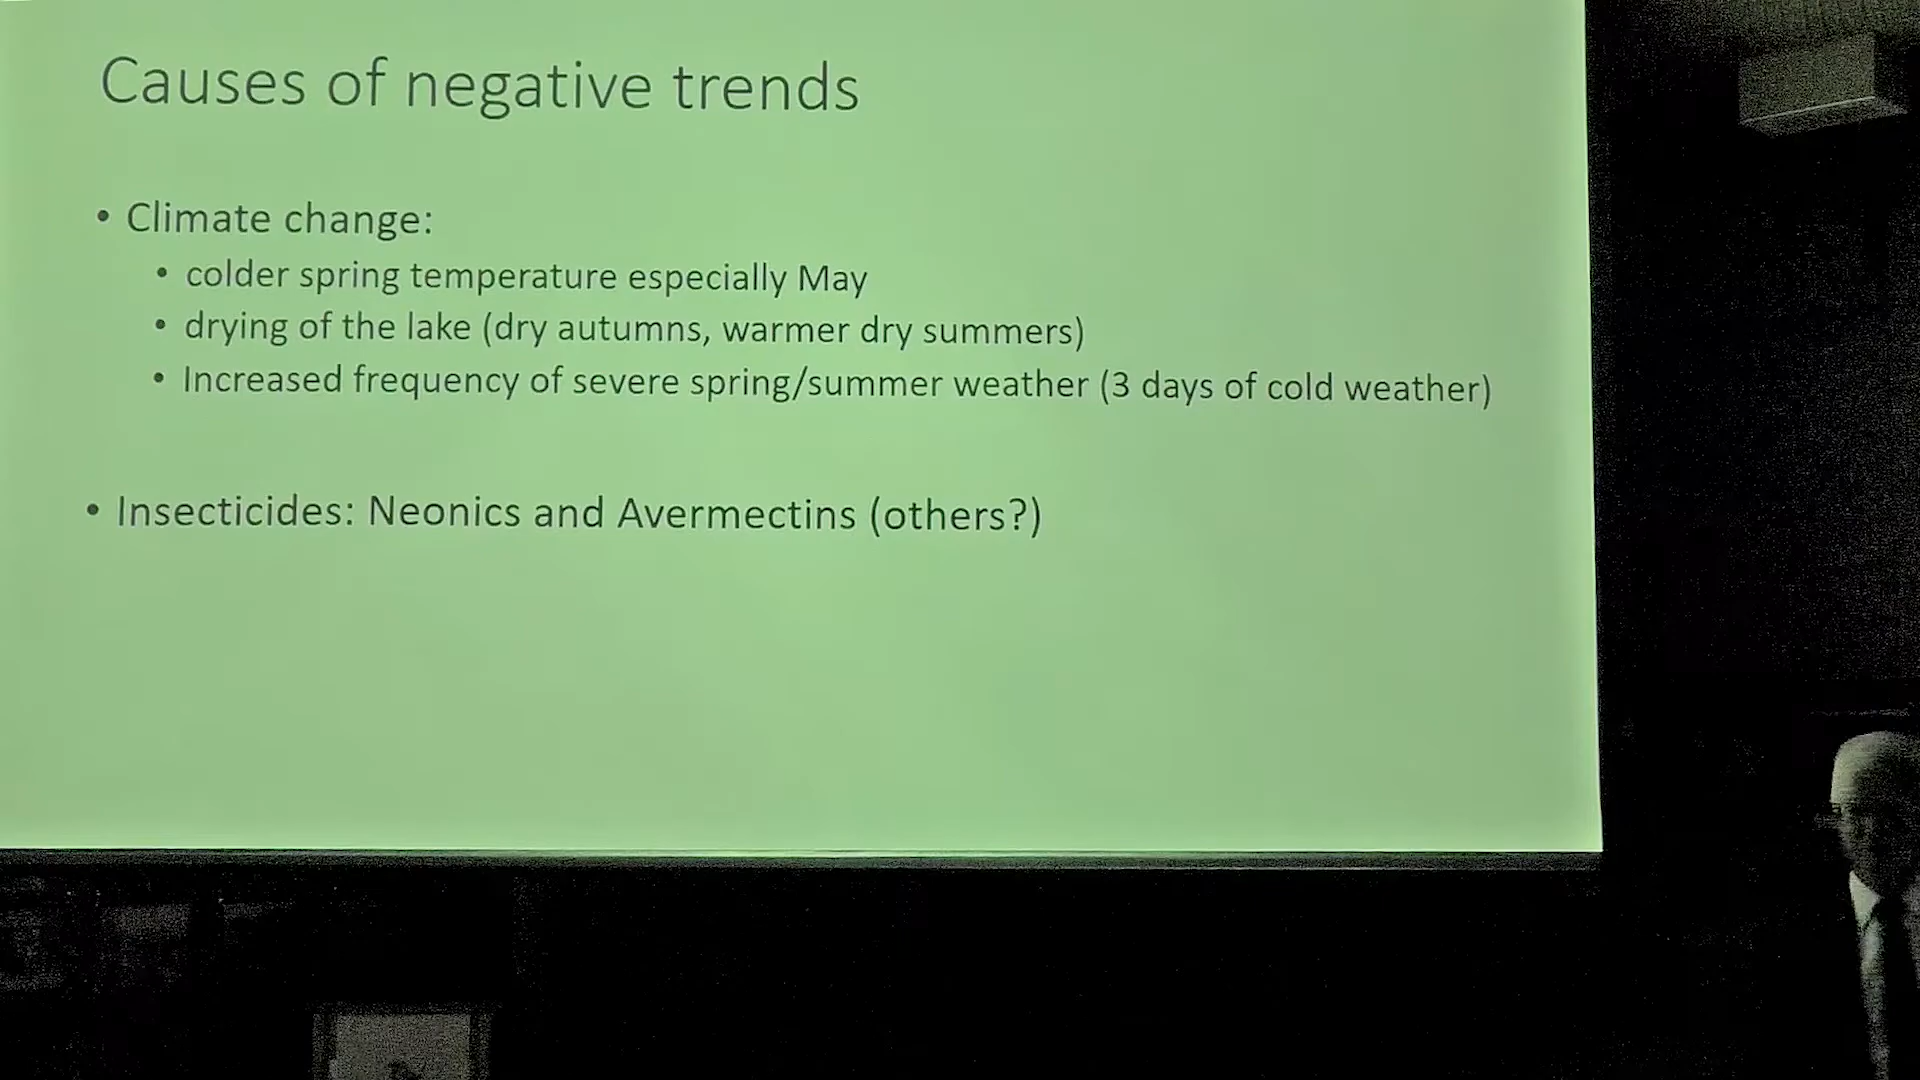 Causes of negative trends
• Climate change:
• colder spring temperature especially May
• drying of the lake (dry autumns, warmer dry summers)
• Increased frequency of severe spring/summer weather (3 days of cold weather)
• Insecticides: Neonics and Avermectins (others?)